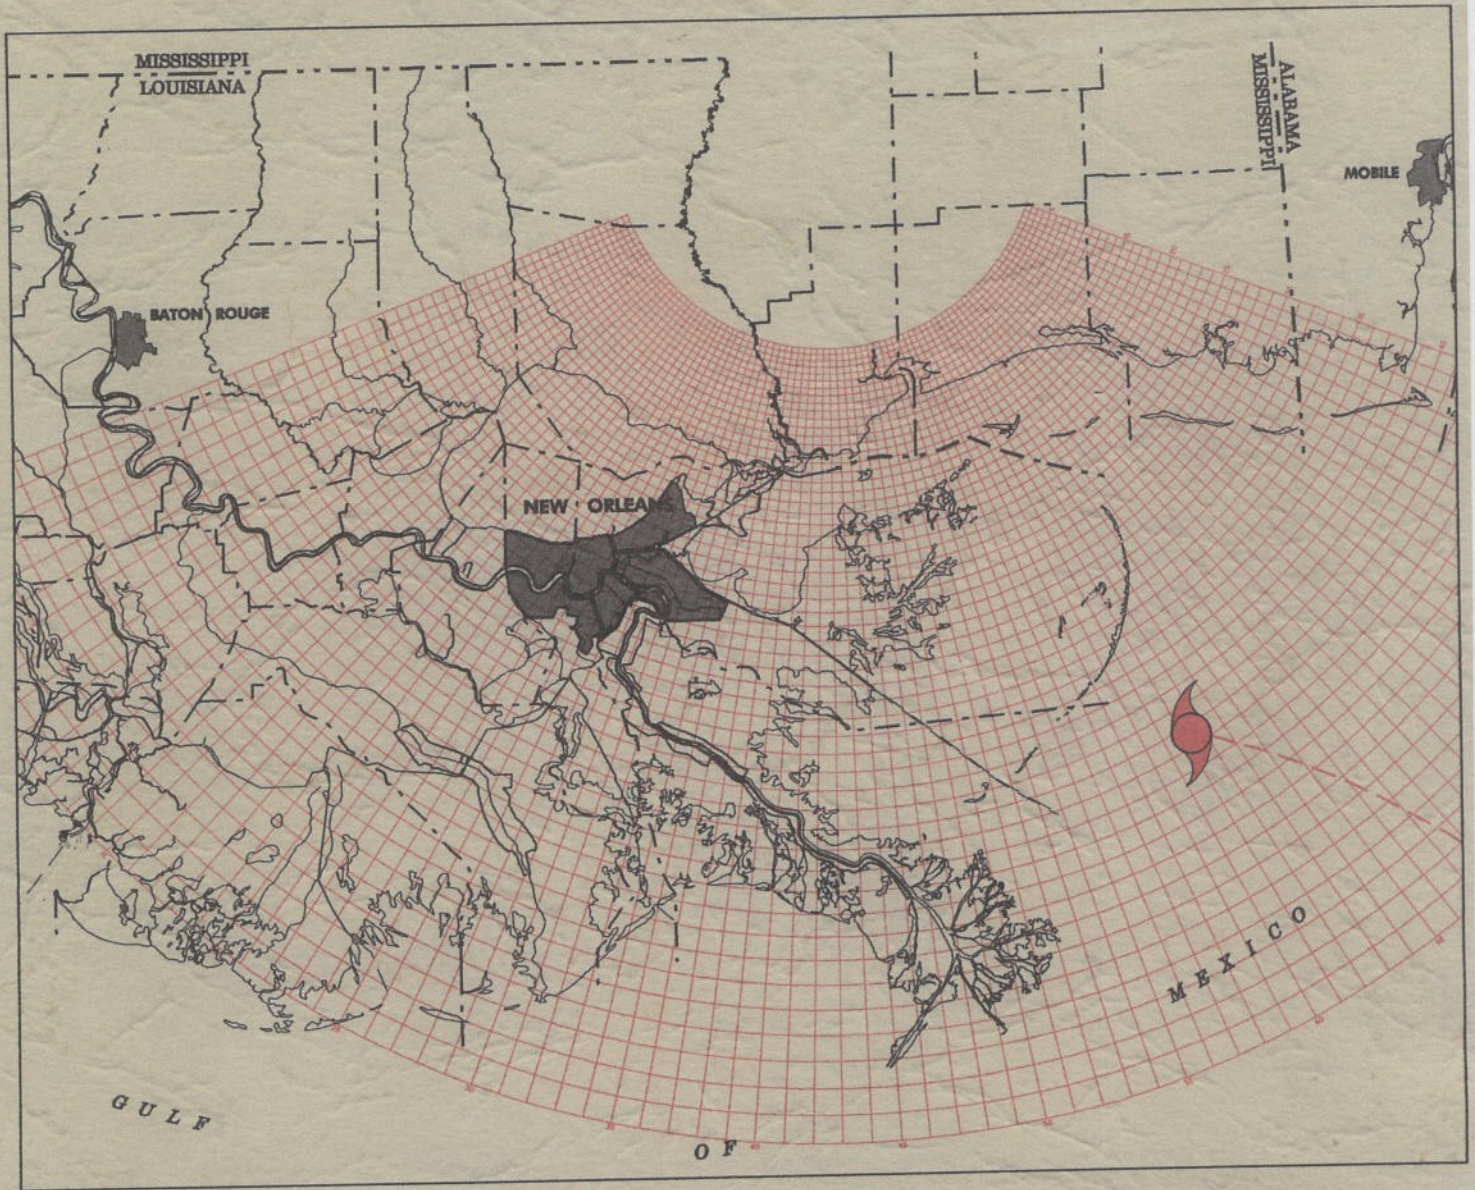 MISSISSIPPI
LOUISIANA
ALABAMA
MISSISSIPPI
MOBILE
BATON ROUGE
NEW ORLEANS
MEXICO
GULF
OF